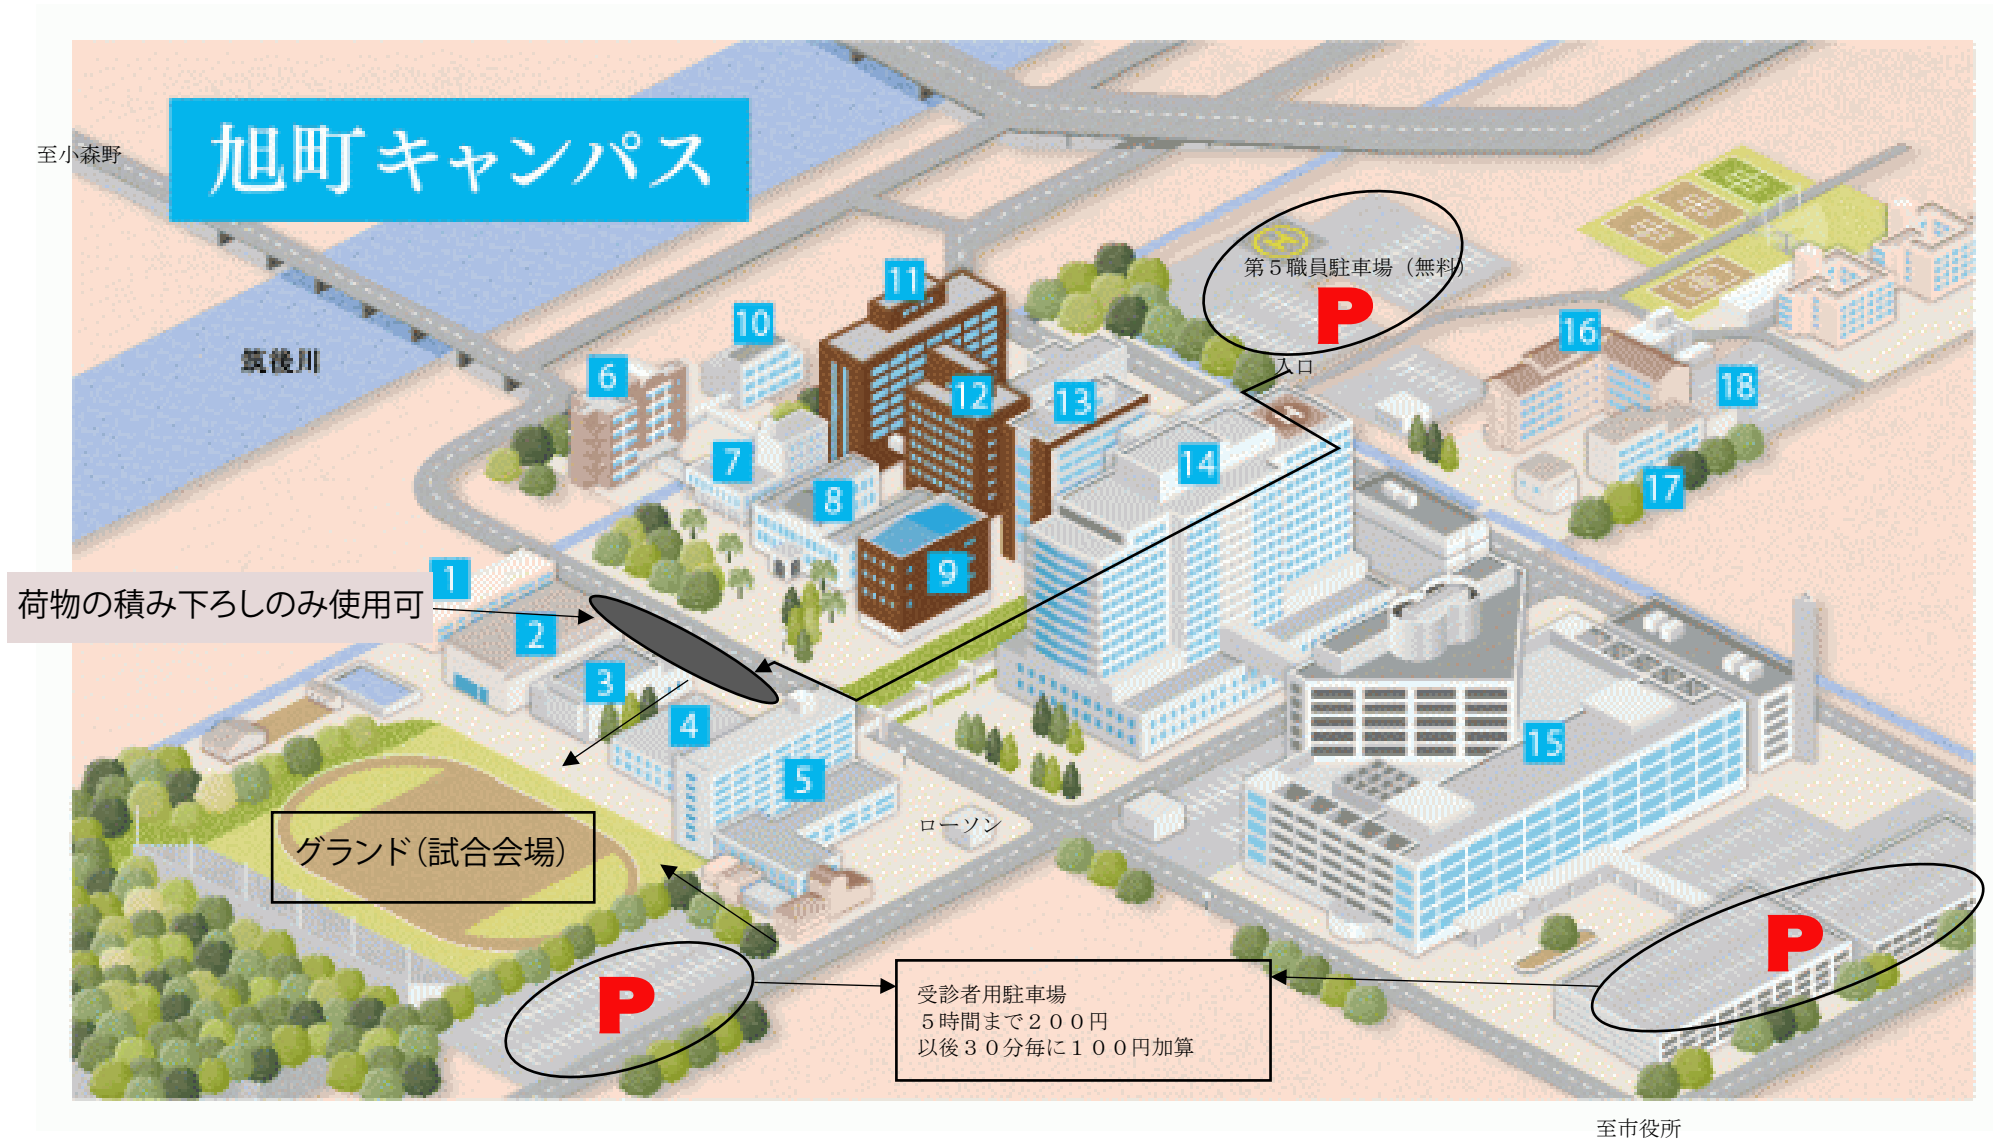 旭町キャンパス
至小森野
筑後川
第５職員駐車場（無料）
P
入口
11
10
6
12
13
16
18
7
14
8
17
9
1
荷物の積み下ろしのみ使用可
2
3
4
15
5
ローソン
グランド（試合会場）
P
P
受診者用駐車場
５時間まで２００円
以後３０分毎に１００円加算
至市役所